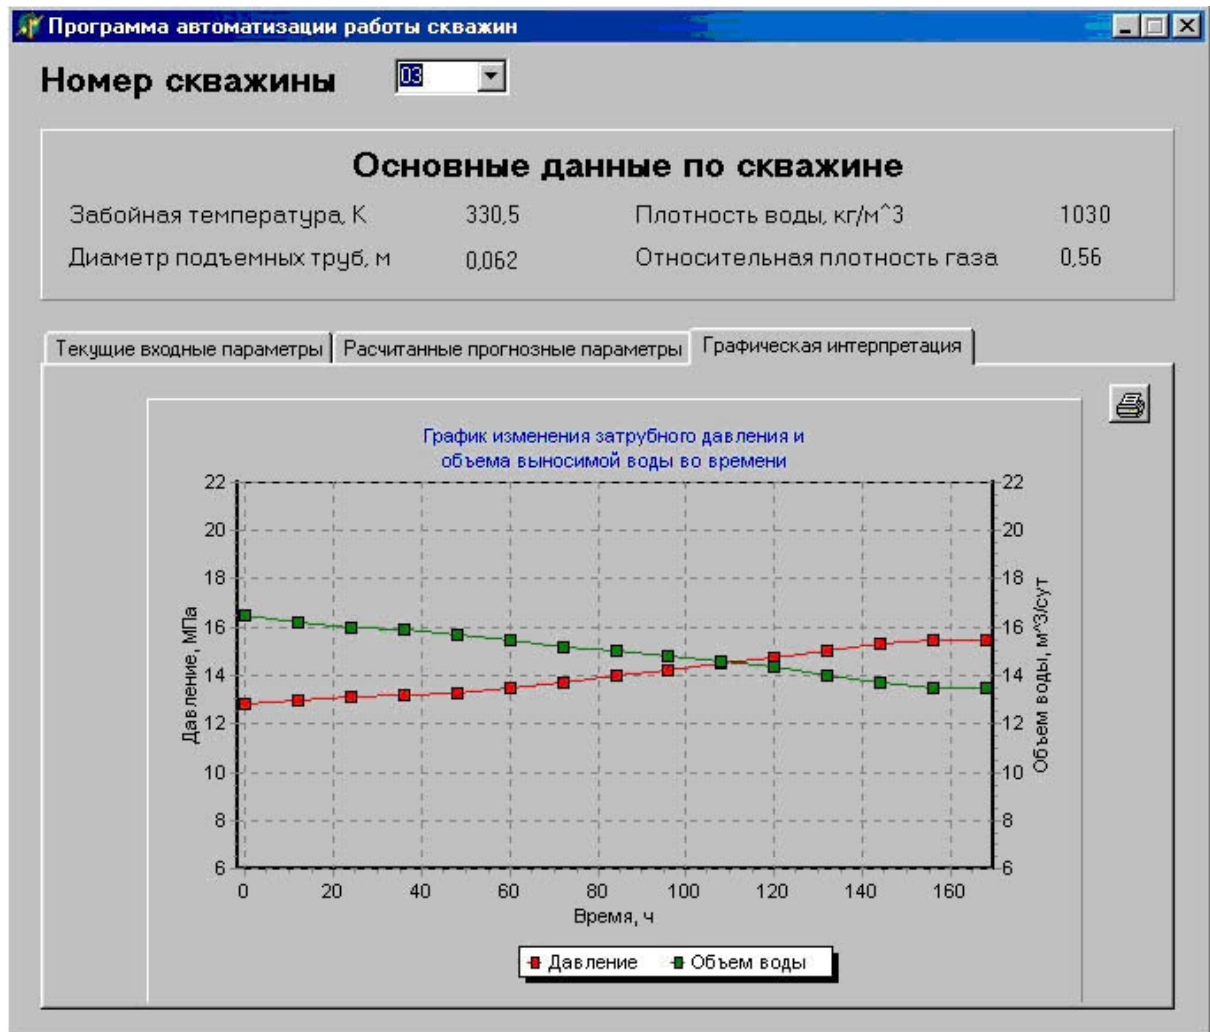 Программа автоматизации работы скважин
Номер скважины 03
Основные данные по скважине
Забойная температура, К 330,5 Плотность воды, кг/м^3 1030
Диаметр подъемных труб, м 0,062 Относительная плотность газа 0,56
Текущие входные параметры Расчитанные прогнозные параметры Графическая интерпретация
График изменения затрубного давления и
объема выносимой воды во времени
22 22
20 20
18 18
16 16
14 14
12 12
10 10
8 8
6 6
Давление, МПа
Объем воды, м^3/сут
0 20 40 60 80 100 120 140 160
Время, ч
Давление Объем воды